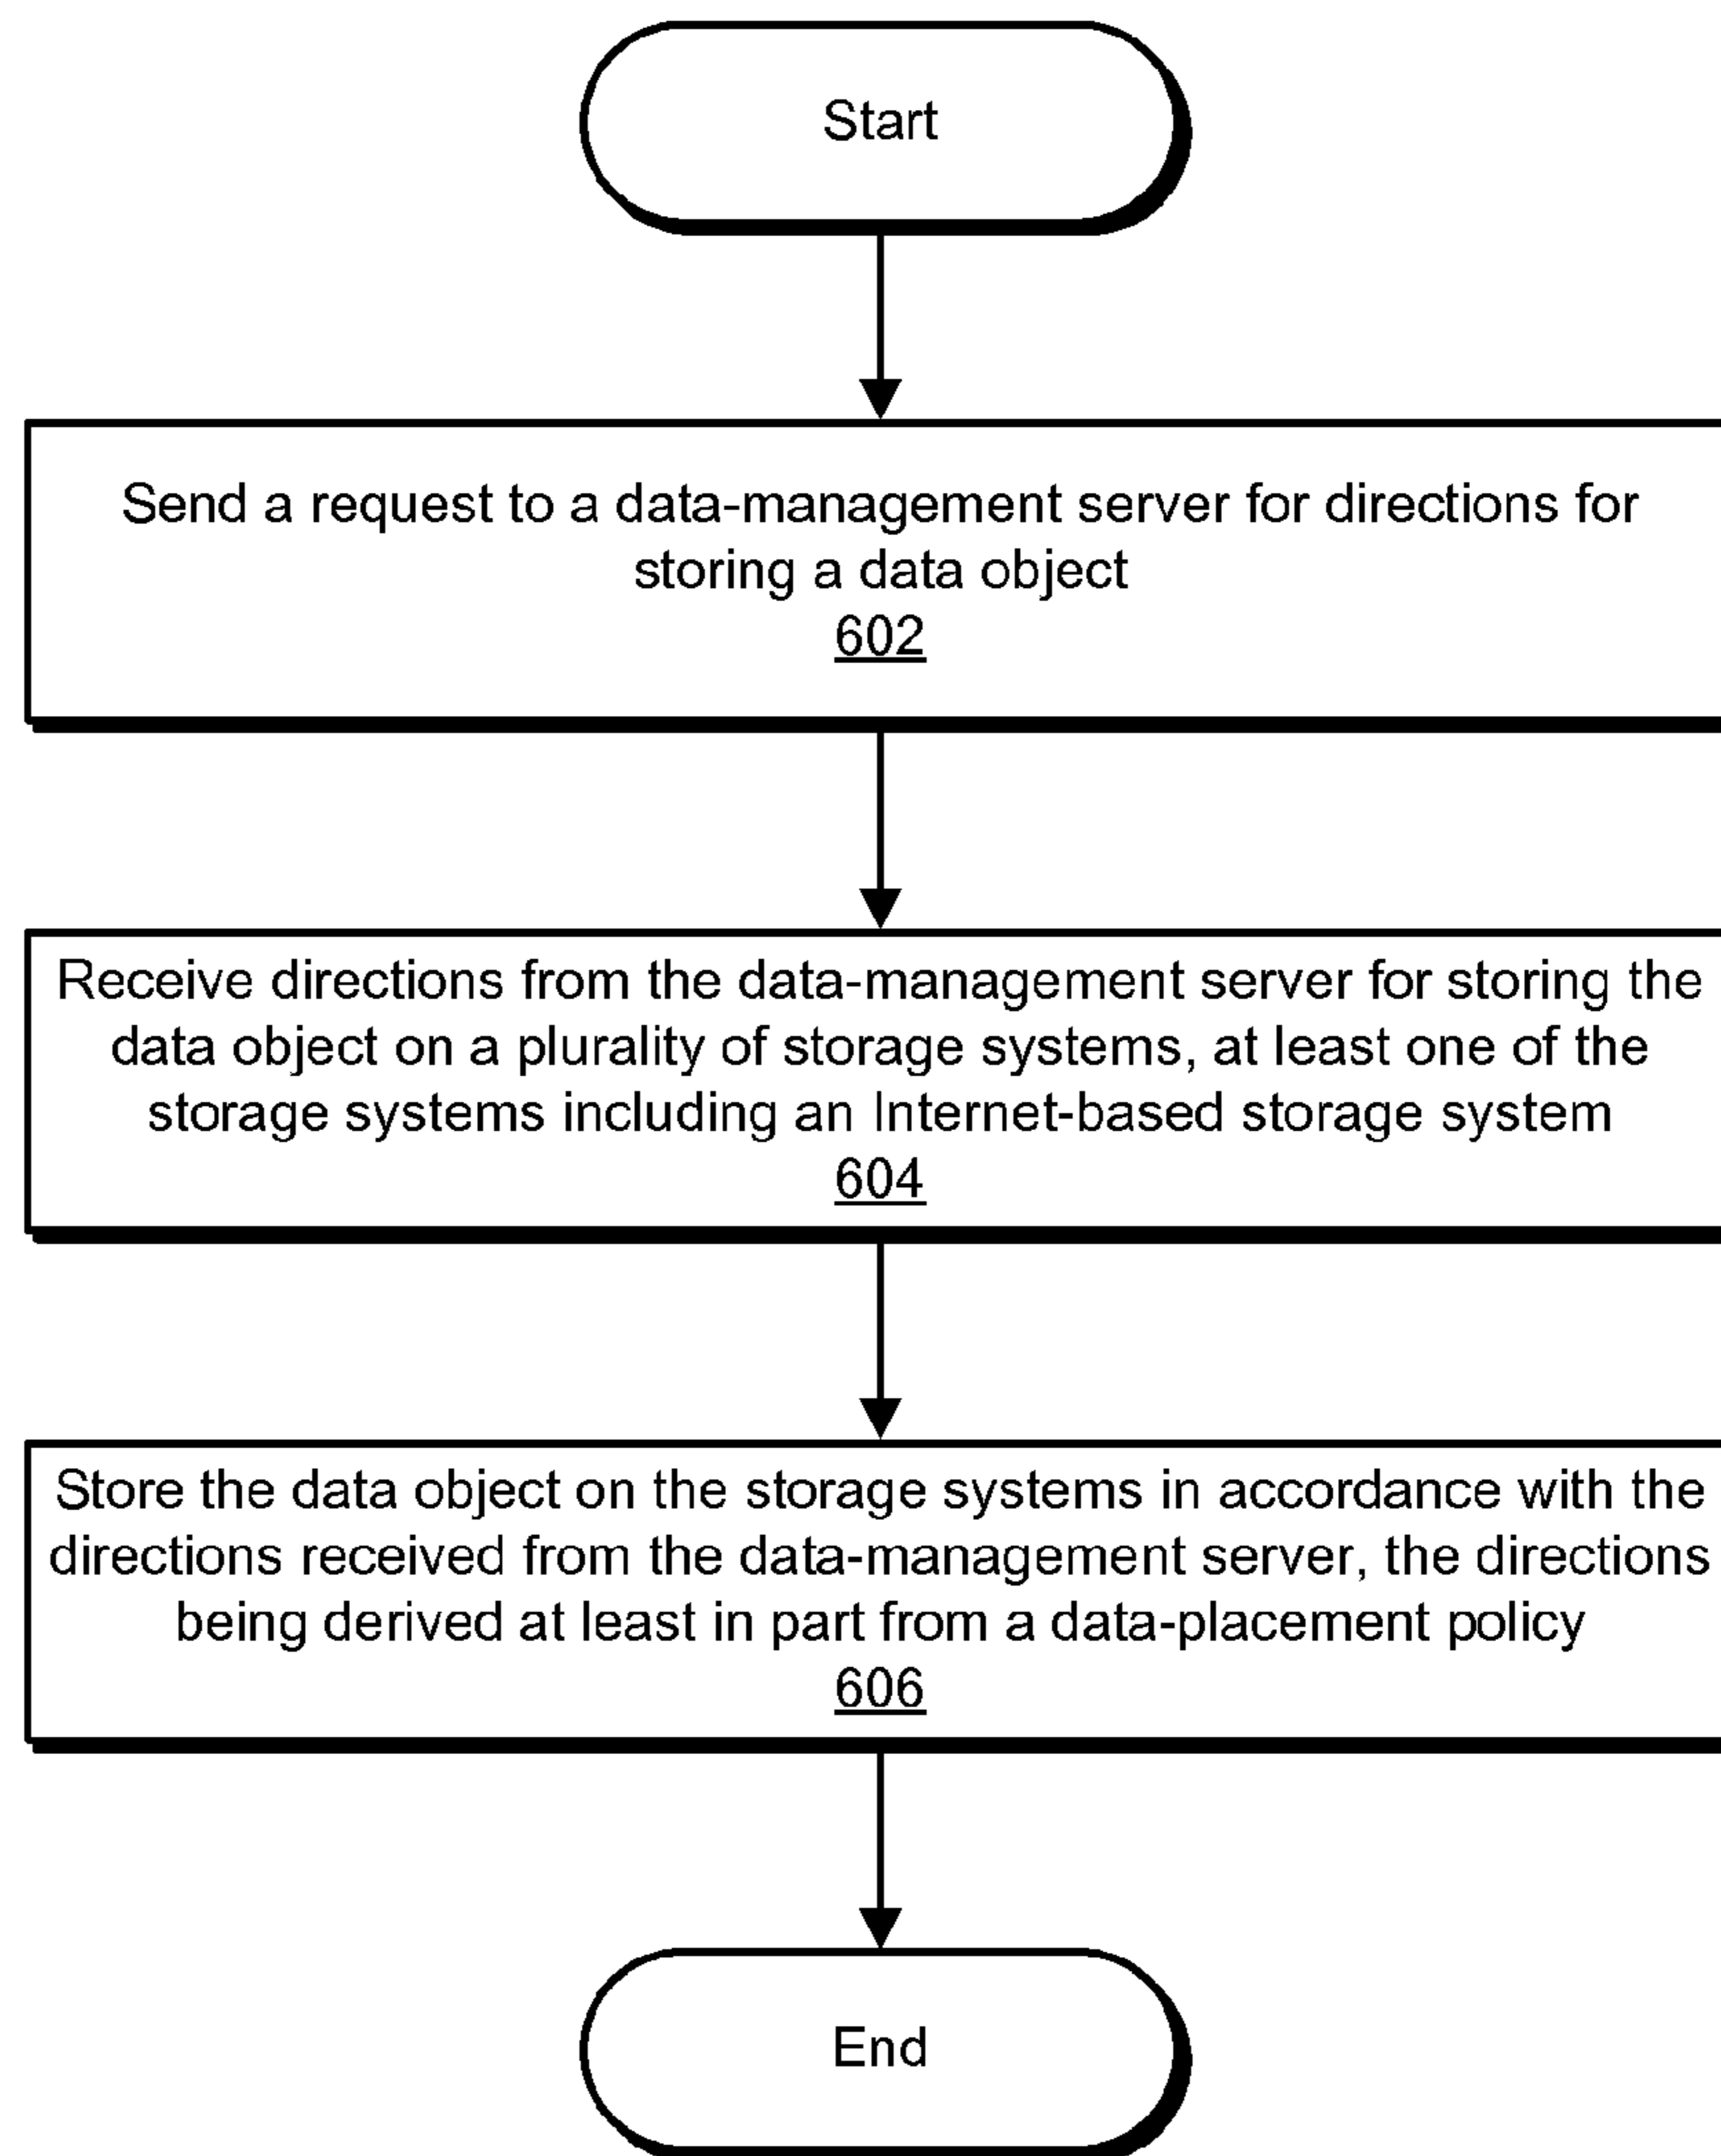 Start
Send a request to a data-management server for directions for
storing a data object
602
Receive directions from the data-management server for storing the
data object on a plurality of storage systems, at least one of the
storage systems including an Internet-based storage system
604
Store the data object on the storage systems in accordance with the
directions received from the data-management server, the directions
being derived at least in part from a data-placement policy
606
End